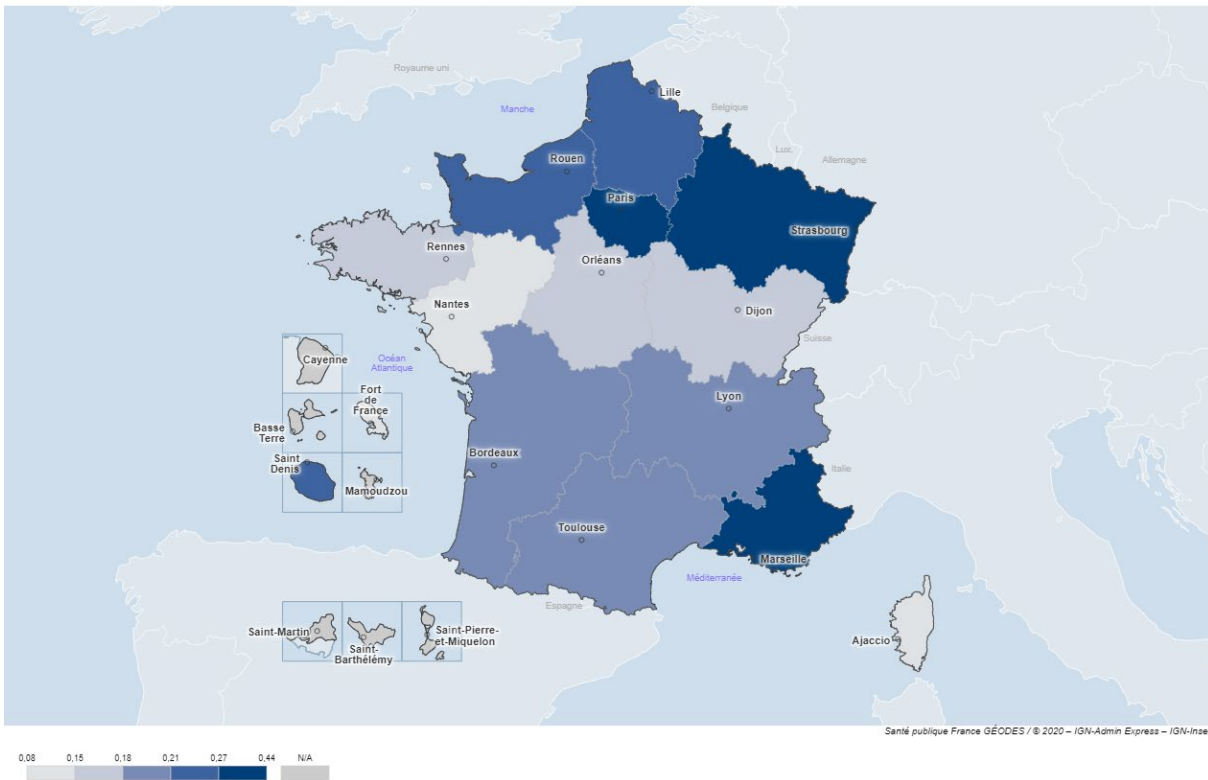 Royaume uni
Lille
Manche
Belgique
Rouen
Lux.
Allemagne
Paris
Strasbourg
Rennes
Orléans
Nantes
Dijon
Suisse
Cayenne
Océan
Atlantique
Fort
de
France
Lyon
Basse
Terre
Saint
Denis
Bordeaux
Italie
Mamoudzou
Toulouse
Marseille
Méditerranée
Espagne
Saint-Martin
Saint-
Barthélémy
Saint-Pierre-
et-Miquelon
Ajaccio
Santé publique France GÉODES / © 2020 – IGN-Admin Express – IGN-Inse
0,08 0,15 0,18 0,21 0,27 0,44 N/A